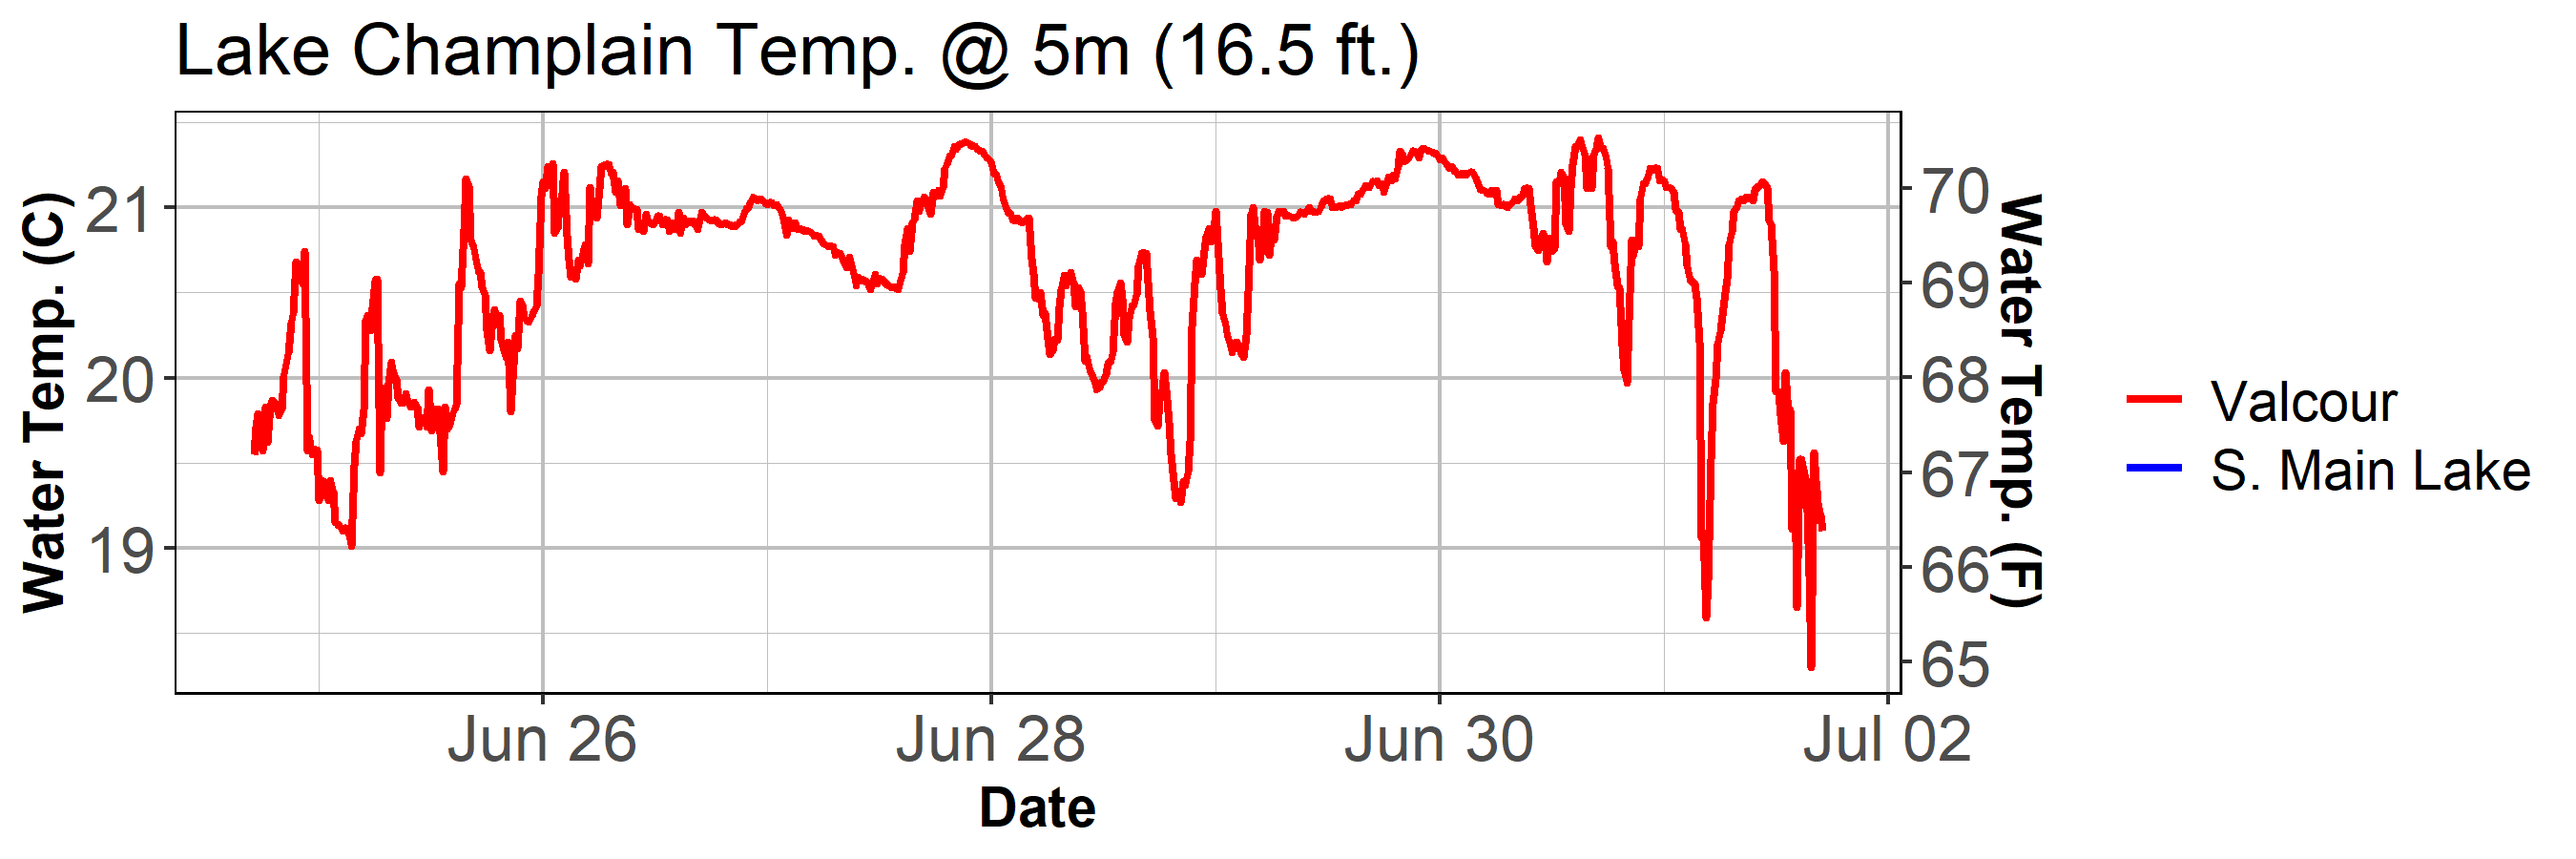 Lake Champlain Temp. @ 5m (16.5 ft.)
Water Temp. (C)
21
20
19
70
69
68
67
66
65
Water Temp. (F)
Valcour
S. Main Lake
Jun 26
Jun 28
Jun 30
Jul 02
Date